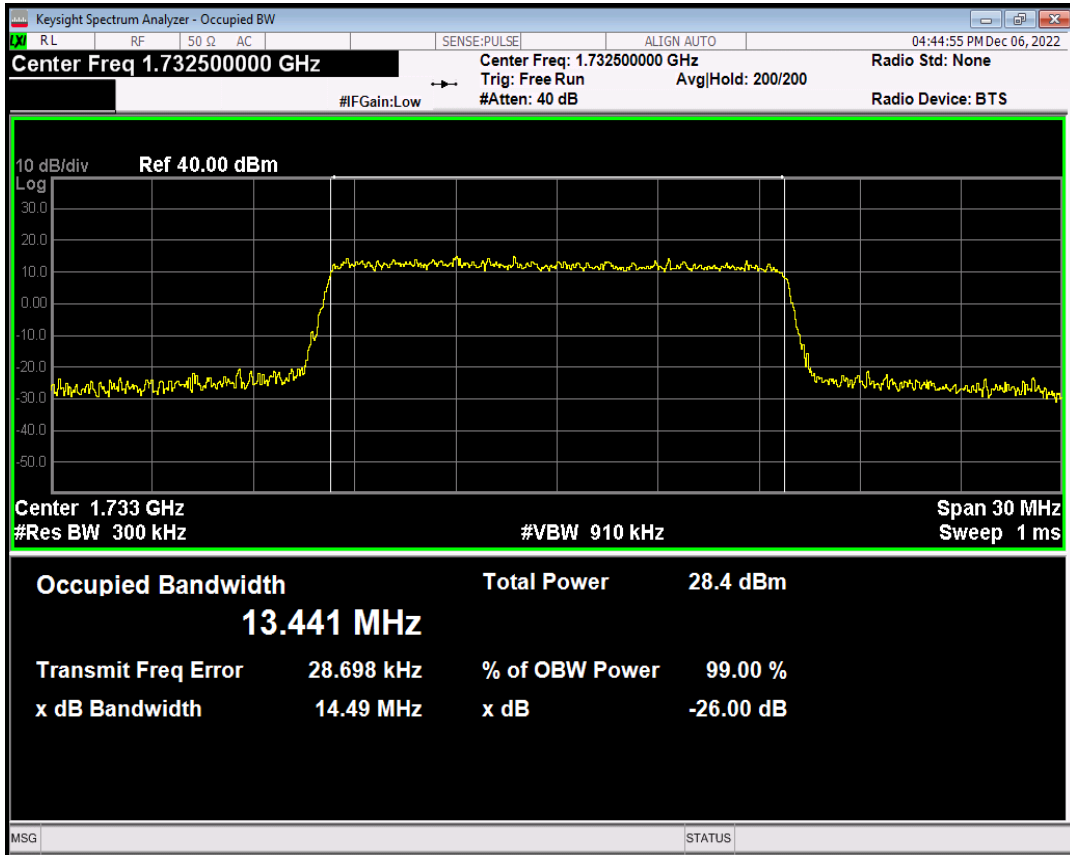 Keysight Spectrum Analyzer - Occupied BW
LXI RL RF 50 Ω AC SENSE:PULSE ALIGN AUTO 04:44:55 PM Dec 06, 2022
Center Freq 1.732500000 GHz Center Freq: 1.732500000 GHz Radio Std: None
Trig: Free Run Avg|Hold: 200/200
#IFGain:Low #Atten: 40 dB Radio Device: BTS
10 dB/div Ref 40.00 dBm
Log
30.0
20.0
10.0
0.00
-10.0
-20.0
-30.0
-40.0
-50.0
Center 1.733 GHz Span 30 MHz
#Res BW 300 kHz #VBW 910 kHz Sweep 1 ms
Occupied Bandwidth Total Power 28.4 dBm
13.441 MHz
Transmit Freq Error 28.698 kHz % of OBW Power 99.00 %
x dB Bandwidth 14.49 MHz x dB -26.00 dB
MSG STATUS